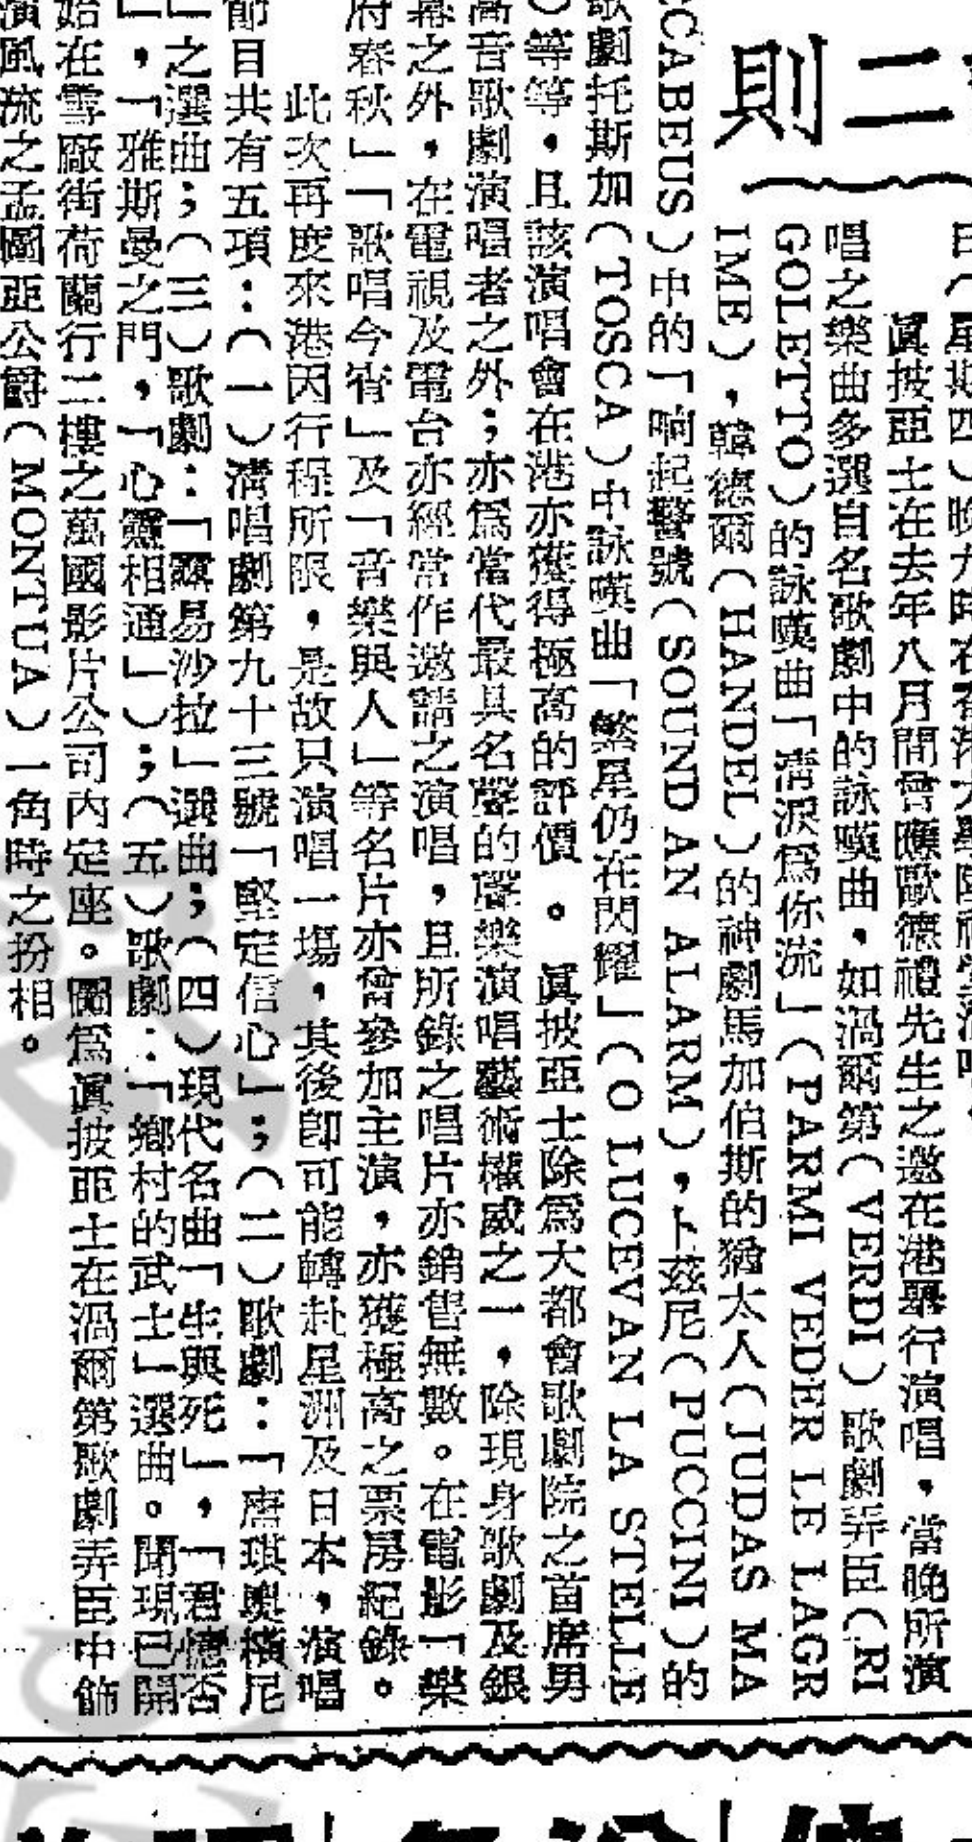 二則
日（星期四）晚九時在香港大學陸祐堂演唱。
眞披亞士在去年八月間曾應歐德禮先生之邀在港舉行演唱，當晚所演
唱之樂曲多選自名歌劇中的詠嘆曲，如渦爾第（VERDI）歌劇弄臣（RI
GOLETTO）的詠嘆曲「淸淚爲你流」（PARMI VEDER LE LAGR
IME），韓德爾（HANDEL）的神劇馬加伯斯的猶太人（JUDAS MA
CCABEUS）中的「响起警號（SOUND AN ALARM），卜茲尼（PUCCINI）的
歌劇托斯加（TOSCA）中詠嘆曲「繁星仍在閃耀」（O LUCEVAN LA STELLE
）等等，且該演唱會在港亦獲得極高的評價。眞披亞士除爲大都會歌劇院之首席男
高音歌劇演唱者之外；亦爲當代最具名聲的聲樂演唱藝術權威之一，除現身歌劇及銀
幕之外，在電視及電台亦經常作邀請之演唱，且所錄之唱片亦銷售無數。在電影「樂
府春秋」「歌唱今宵」及「音樂與人」等名片亦曾參加主演，亦獲極高之票房紀錄。
此次再度來港因行程所限，是故只演唱一塲，其後卽可能轉赴星洲及日本，演唱
節目共有五項：（一）淸唱劇第九十三號「堅定信心」；（二）歌劇：「唐琪奧檳尼
」之選曲；（三）歌劇：「露易沙拉」選曲；（四）現代名曲「生與死」，「君憶否
」，「雅斯曼之門，「心靈相通」）；（五）歌劇：「鄉村的武士」選曲。聞現已開
始在雪廠街荷蘭行二樓之萬國影片公司內定座。圖爲眞披亞士在渦爾第歌劇弄臣中飾
演風流之孟圖亞公爵（MONTUA）一角時之扮相。